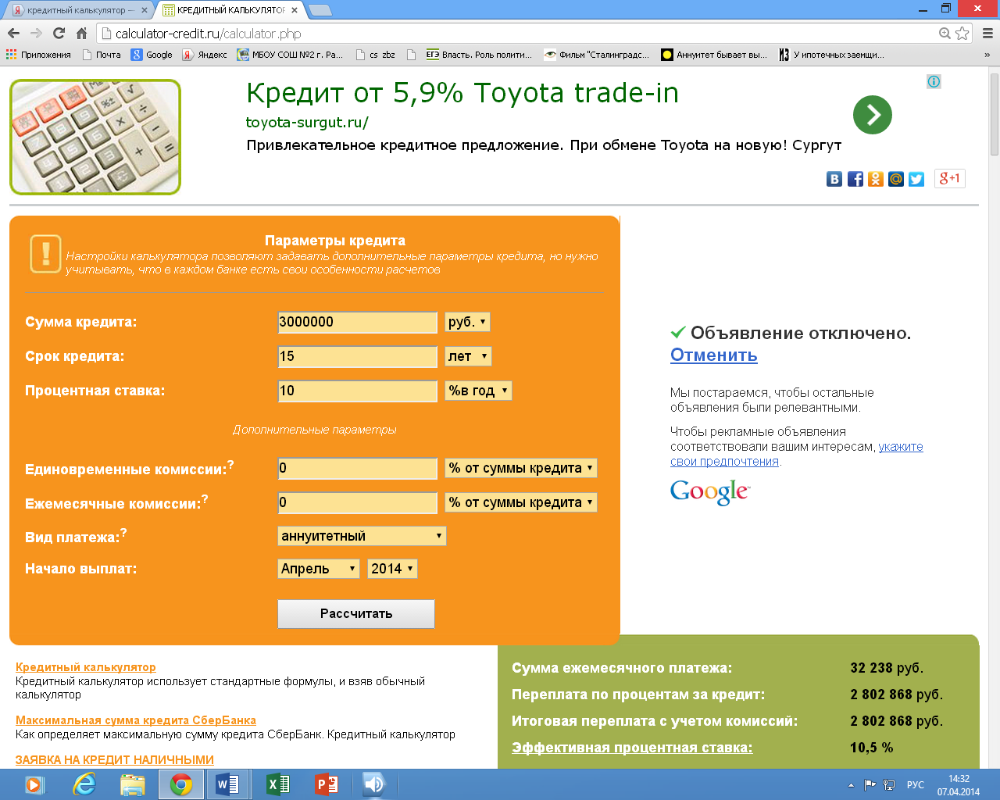 кредитный калькулятор —
КРЕДИТНЫЙ КАЛЬКУЛЯТОР
calculator-credit.ru/calculator.php
Приложения
Почта
Google
Яндекс
МБОУ СОШ №2 г. Ра...
cs zbz
ЕГЭ Власть. Роль полити...
Фильм "Сталинградс...
Аннуитет бывает вы...
У ипотечных заемщи...
»
Кредит от 5,9% Toyota trade-in
toyota-surgut.ru/
Привлекательное кредитное предложение. При обмене Toyota на новую! Сургут
g+1
Параметры кредита
Настройки калькулятора позволяют задавать дополнительные параметры кредита, но нужно
учитывать, что в каждом банке есть свои особенности расчетов
Сумма кредита: 3000000 руб.
Срок кредита: 15 лет
Процентная ставка: 10 %в год
Дополнительные параметры
Единовременные комиссии:? 0 % от суммы кредита
Ежемесячные комиссии:? 0 % от суммы кредита
Вид платежа:? аннуитетный
Начало выплат: Апрель 2014
Рассчитать
Объявление отключено.
Отменить
Мы постараемся, чтобы остальные
объявления были релевантными.
Чтобы рекламные объявления
соответствовали вашим интересам, укажите
свои предпочтения.
Google
Кредитный калькулятор
Кредитный калькулятор использует стандартные формулы, и взяв обычный
калькулятор
Максимальная сумма кредита СберБанка
Как определяет максимальную сумму кредита СберБанк. Кредитный калькулятор
ЗАЯВКА НА КРЕДИТ НАЛИЧНЫМИ
Сумма ежемесячного платежа: 32 238 руб.
Переплата по процентам за кредит: 2 802 868 руб.
Итоговая переплата с учетом комиссий: 2 802 868 руб.
Эффективная процентная ставка: 10,5 %
РУС
14:32
07.04.2014